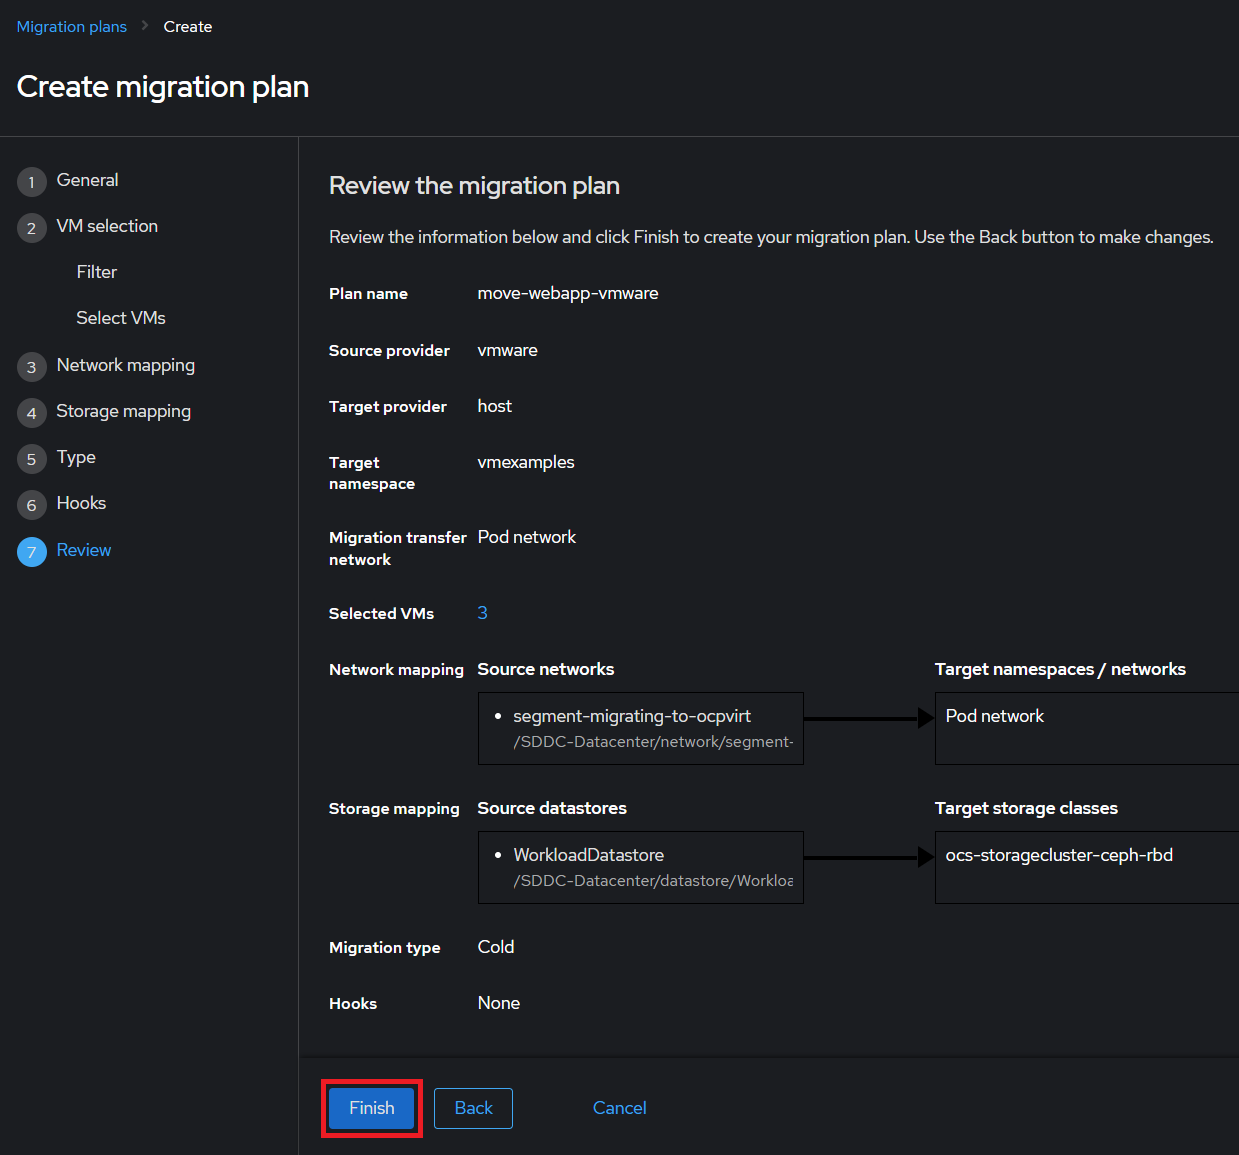 Migration plans > Create
Create migration plan
1 General
2 VM selection
Filter
Select VMs
3 Network mapping
4 Storage mapping
5 Type
6 Hooks
7 Review
Review the migration plan
Review the information below and click Finish to create your migration plan. Use the Back button to make changes.
Plan name move-webapp-vmware
Source provider vmware
Target provider host
Target vmexamples
namespace
Migration transfer Pod network
network
Selected VMs 3
Network mapping Source networks Target namespaces / networks
• segment-migrating-to-ocpvirt Pod network
/SDDC-Datacenter/network/segment-
Storage mapping Source datastores Target storage classes
• WorkloadDatastore ocs-storagecluster-ceph-rbd
/SDDC-Datacenter/datastore/Workloa
Migration type Cold
Hooks None
Finish Back Cancel